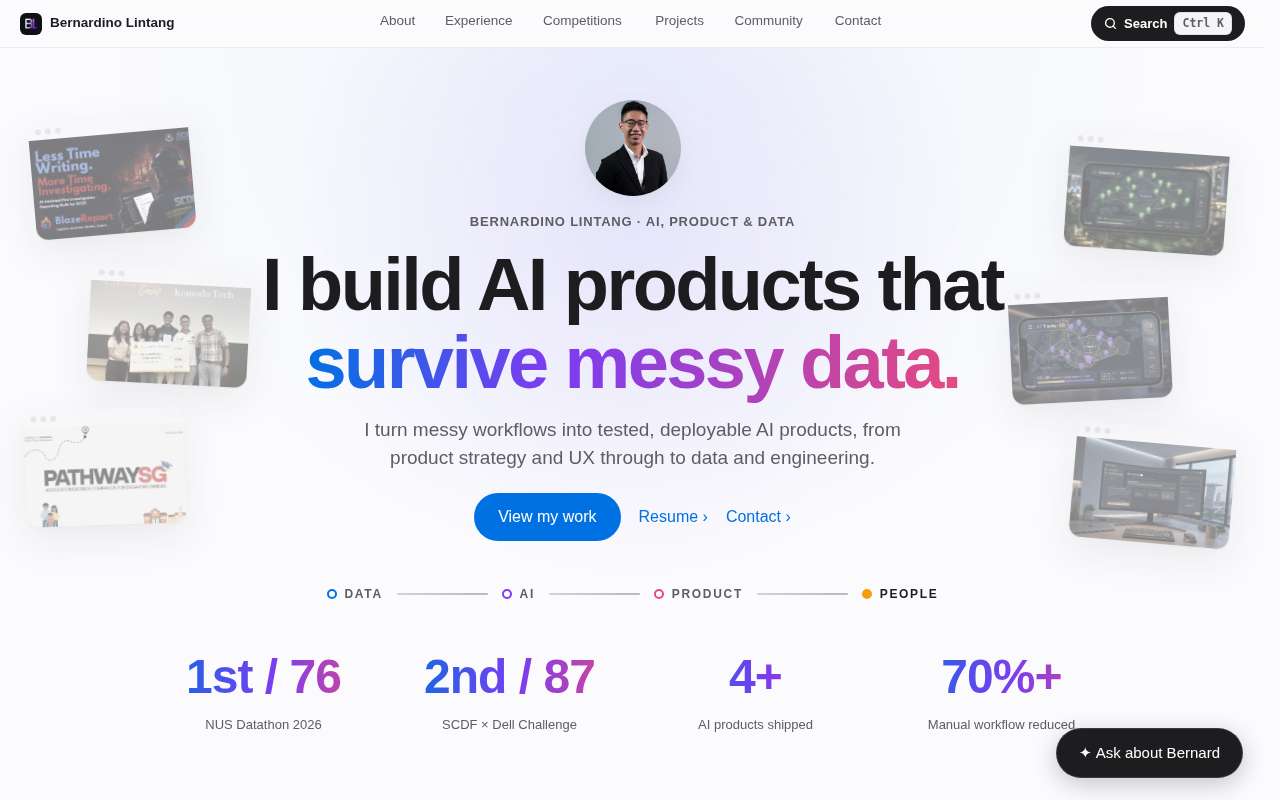 BL Bernardino Lintang
About
Experience
Competitions
Projects
Community
Contact
Search Ctrl K
Less Time
Writing.
More Time
Investigating.
BlazeReport
Komodo Tech
PATHWAYSG
BERNARDINO LINTANG · AI, PRODUCT & DATA
I build AI products that
survive messy data.
I turn messy workflows into tested, deployable AI products, from
product strategy and UX through to data and engineering.
View my work
Resume ›
Contact ›
DATA
AI
PRODUCT
PEOPLE
1st / 76
NUS Datathon 2026
2nd / 87
SCDF × Dell Challenge
4+
AI products shipped
70%+
Manual workflow reduced
✦ Ask about Bernard